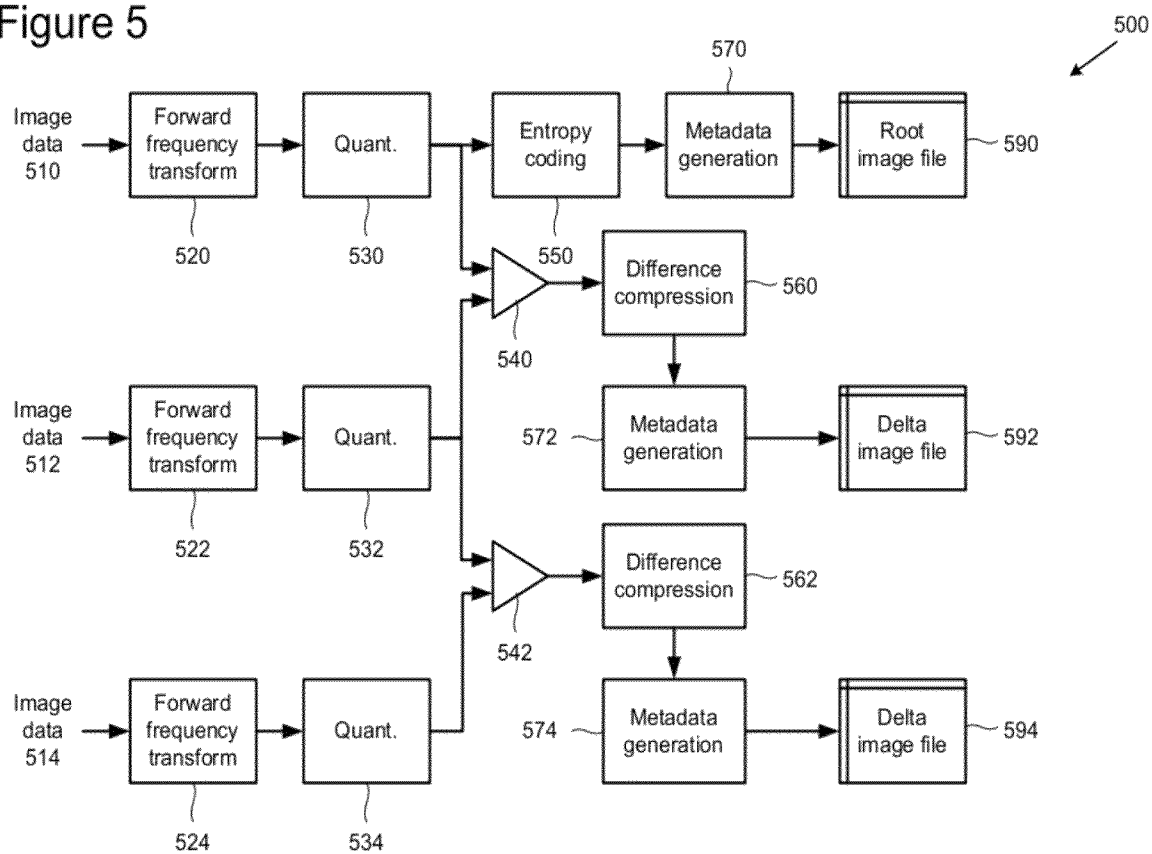 Figure 5
500
570
Image
data
510
Forward
frequency
transform
Quant.
Entropy
coding
Metadada
generation
Root
image file
590
520
530
550
Difference
compression
560
540
Image
data
512
Forward
frequency
transform
Quant.
572
Metadada
generation
Delta
image file
592
522
532
Difference
compression
562
542
Image
data
514
Forward
frequency
transform
Quant.
574
Metadada
generation
Delta
image file
594
524
534